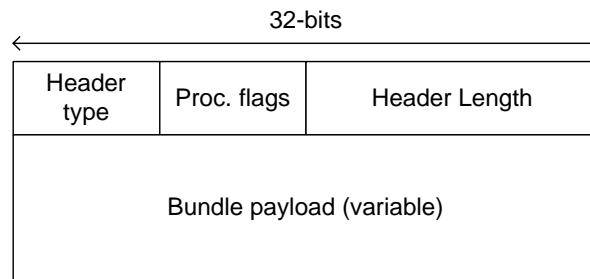 32-bits
Header
type
Proc. flags
Header Length
Bundle payload (variable)